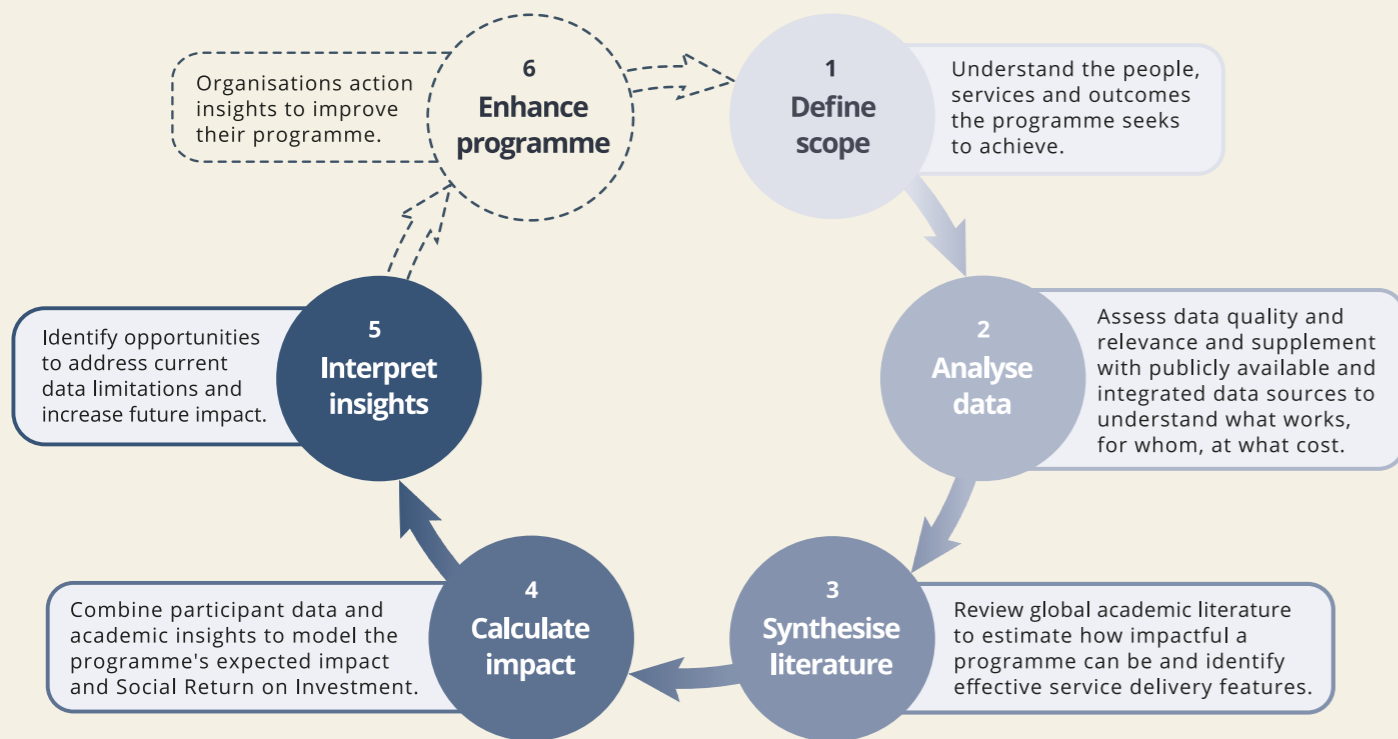 1
Define
scope
Understand the people,
services and outcomes
the programme seeks
to achieve.
2
Analyse
data
Assess data quality and
relevance and supplement
with publicly available and
integrated data sources to
understand what works,
for whom, at what cost.
3
Synthesise
literature
Review global academic literature
to estimate how impactful a
programme can be and identify
effective service delivery features.
4
Calculate
impact
Combine participant data and
academic insights to model the
programme's expected impact
and Social Return on Investment.
5
Interpret
insights
Identify opportunities
to address current
data limitations and
increase future impact.
6
Enhance
programme
Organisations action
insights to improve
their programme.